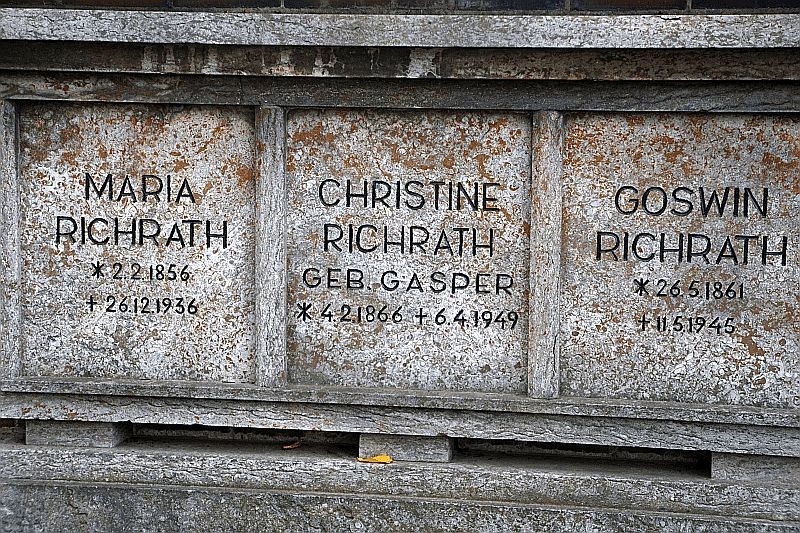 MARIA
RICHRATH
* 2.2.1856
+ 26.12.1936
CHRISTINE
RICHRATH
GEB. GASPER
* 4.2.1866 + 6.4.1949
GOSWIN
RICHRATH
* 26.5.1861
+ 11.5.1945